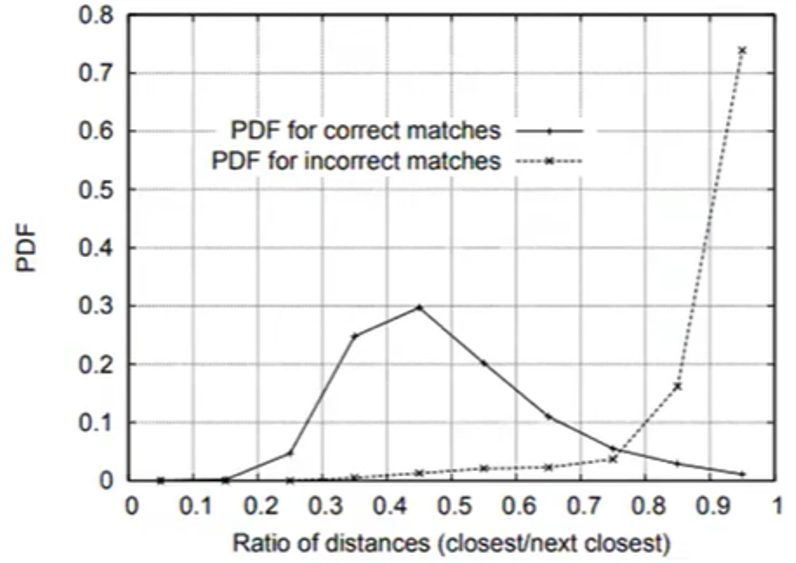 0.8
0.7
0.6
0.5
0.4
0.3
0.2
0.1
0
PDF
PDF for correct matches
PDF for incorrect matches
0 0.1 0.2 0.3 0.4 0.5 0.6 0.7 0.8 0.9 1
Ratio of distances (closest/next closest)